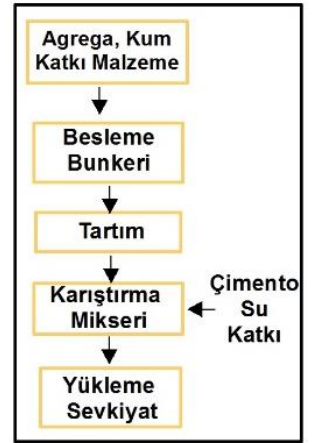 Agrega, Kum
Katkı Malzeme
Besleme
Bunkeri
Tartım
Karıştırma
Mikseri
Çimento
Su
Katkı
Yükleme
Sevkiyat